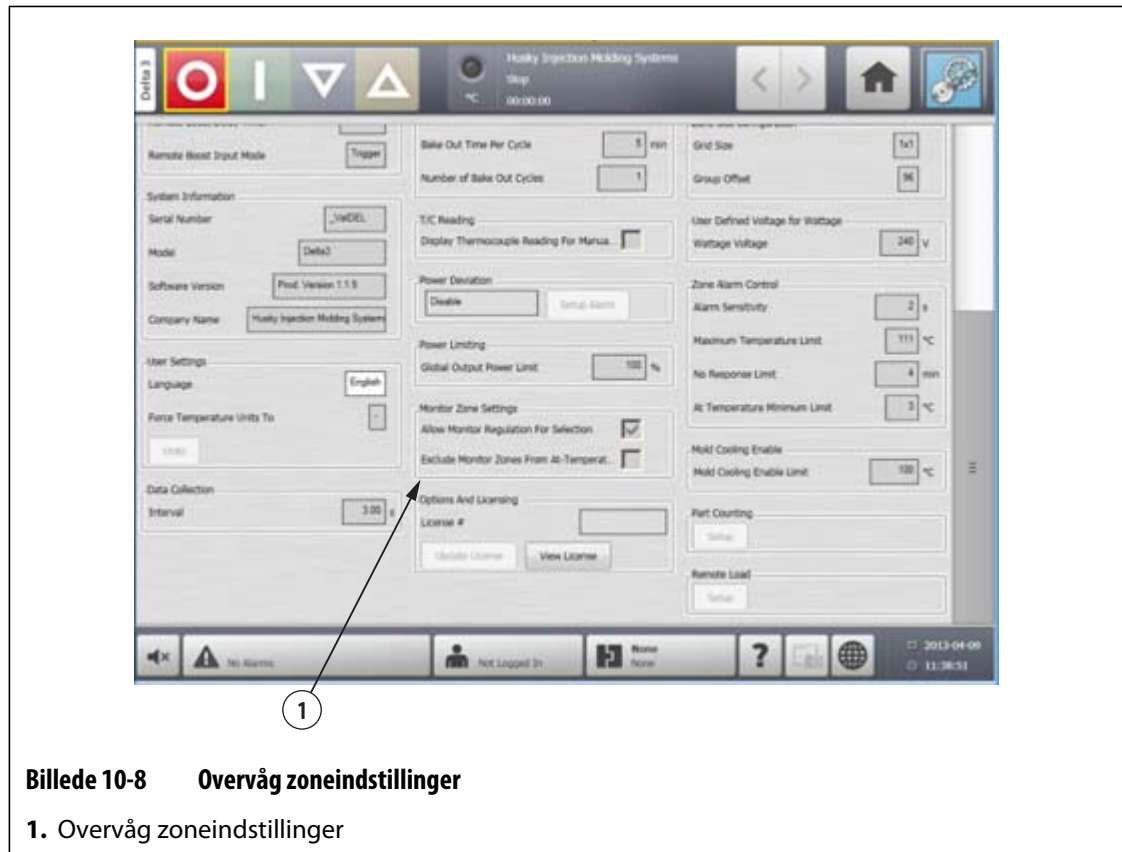 Delta 3
Husky Injection Molding Systems
Stop
°C 00:00:00
Remote Boost Input Mode Trigger
System Information
Serial Number _ValDEL
Model Delta3
Software Version Prod. Version 1.1.9
Company Name Husky Injection Molding Systems
User Settings
Language English
Force Temperature Units To -
Units
Data Collection
Interval 3.00 s
Bake Out Time Per Cycle 5 min
Number of Bake Out Cycles 1
T/C Reading
Display Thermocouple Reading For Manua...
Power Deviation
Disable Setup Alarm
Power Limiting
Global Output Power Limit 100 %
Monitor Zone Settings
Allow Monitor Regulation For Selection
Exclude Monitor Zones From At-Temperat...
Options And Licensing
License #
Update License View License
Grid Size 1x1
Group Offset 96
User Defined Voltage for Wattage
Wattage Voltage 240 V
Zone Alarm Control
Alarm Sensitivity 2 s
Maximum Temperature Limit 111 °C
No Response Limit 4 min
At Temperature Minimum Limit 3 °C
Mold Cooling Enable
Mold Cooling Enable Limit 100 °C
Part Counting
Setup
Remote Load
Setup
No Alarms
Not Logged In
None
None
?
2013-04-09
11:38:51
1
Billede 10-8 Overvåg zoneindstillinger
1. Overvåg zoneindstillinger